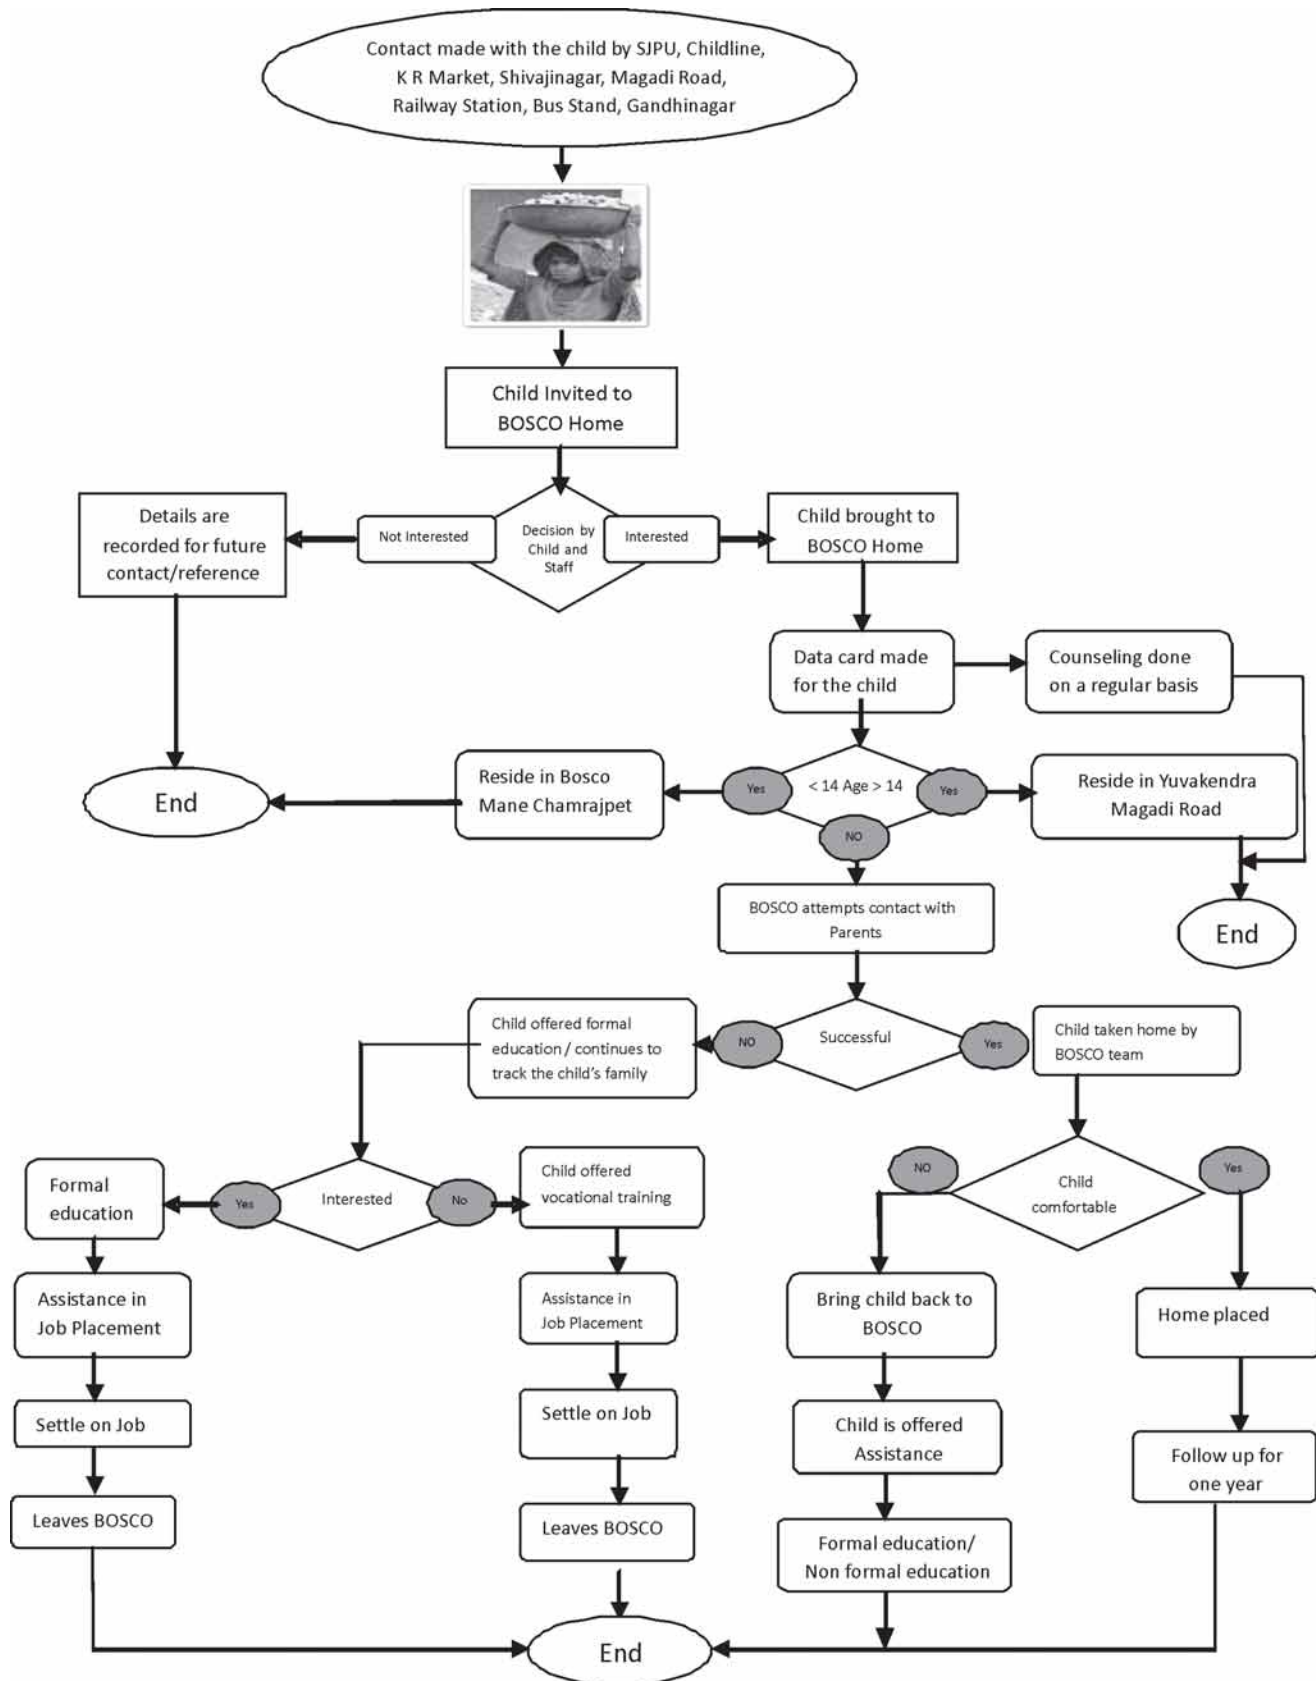 Contact made with the child by SJPU, Childline,
K R Market, Shivajinagar, Magadi Road,
Railway Station, Bus Stand, Gandhinagar
Child Invited to
BOSCO Home
Details are
recorded for future
contact/reference
Not Interested
Decision by
Child and
Staff
Interested
Child brought to
BOSCO Home
Data card made
for the child
Counseling done
on a regular basis
End
Reside in Bosco
Mane Chamrajpet
Yes
< 14 Age > 14
Yes
NO
Reside in Yuvakendra
Magadi Road
BOSCO attempts contact with
Parents
End
Child offered formal
education / continues to
track the child's family
NO
Successful
Yes
Child taken home by
BOSCO team
Formal
education
Yes
Interested
No
Child offered
vocational training
NO
Child
comfortable
Yes
Assistance in
Job Placement
Assistance in
Job Placement
Bring child back to
BOSCO
Home placed
Settle on Job
Settle on Job
Child is offered
Assistance
Follow up for
one year
Leaves BOSCO
Leaves BOSCO
Formal education/
Non formal education
End